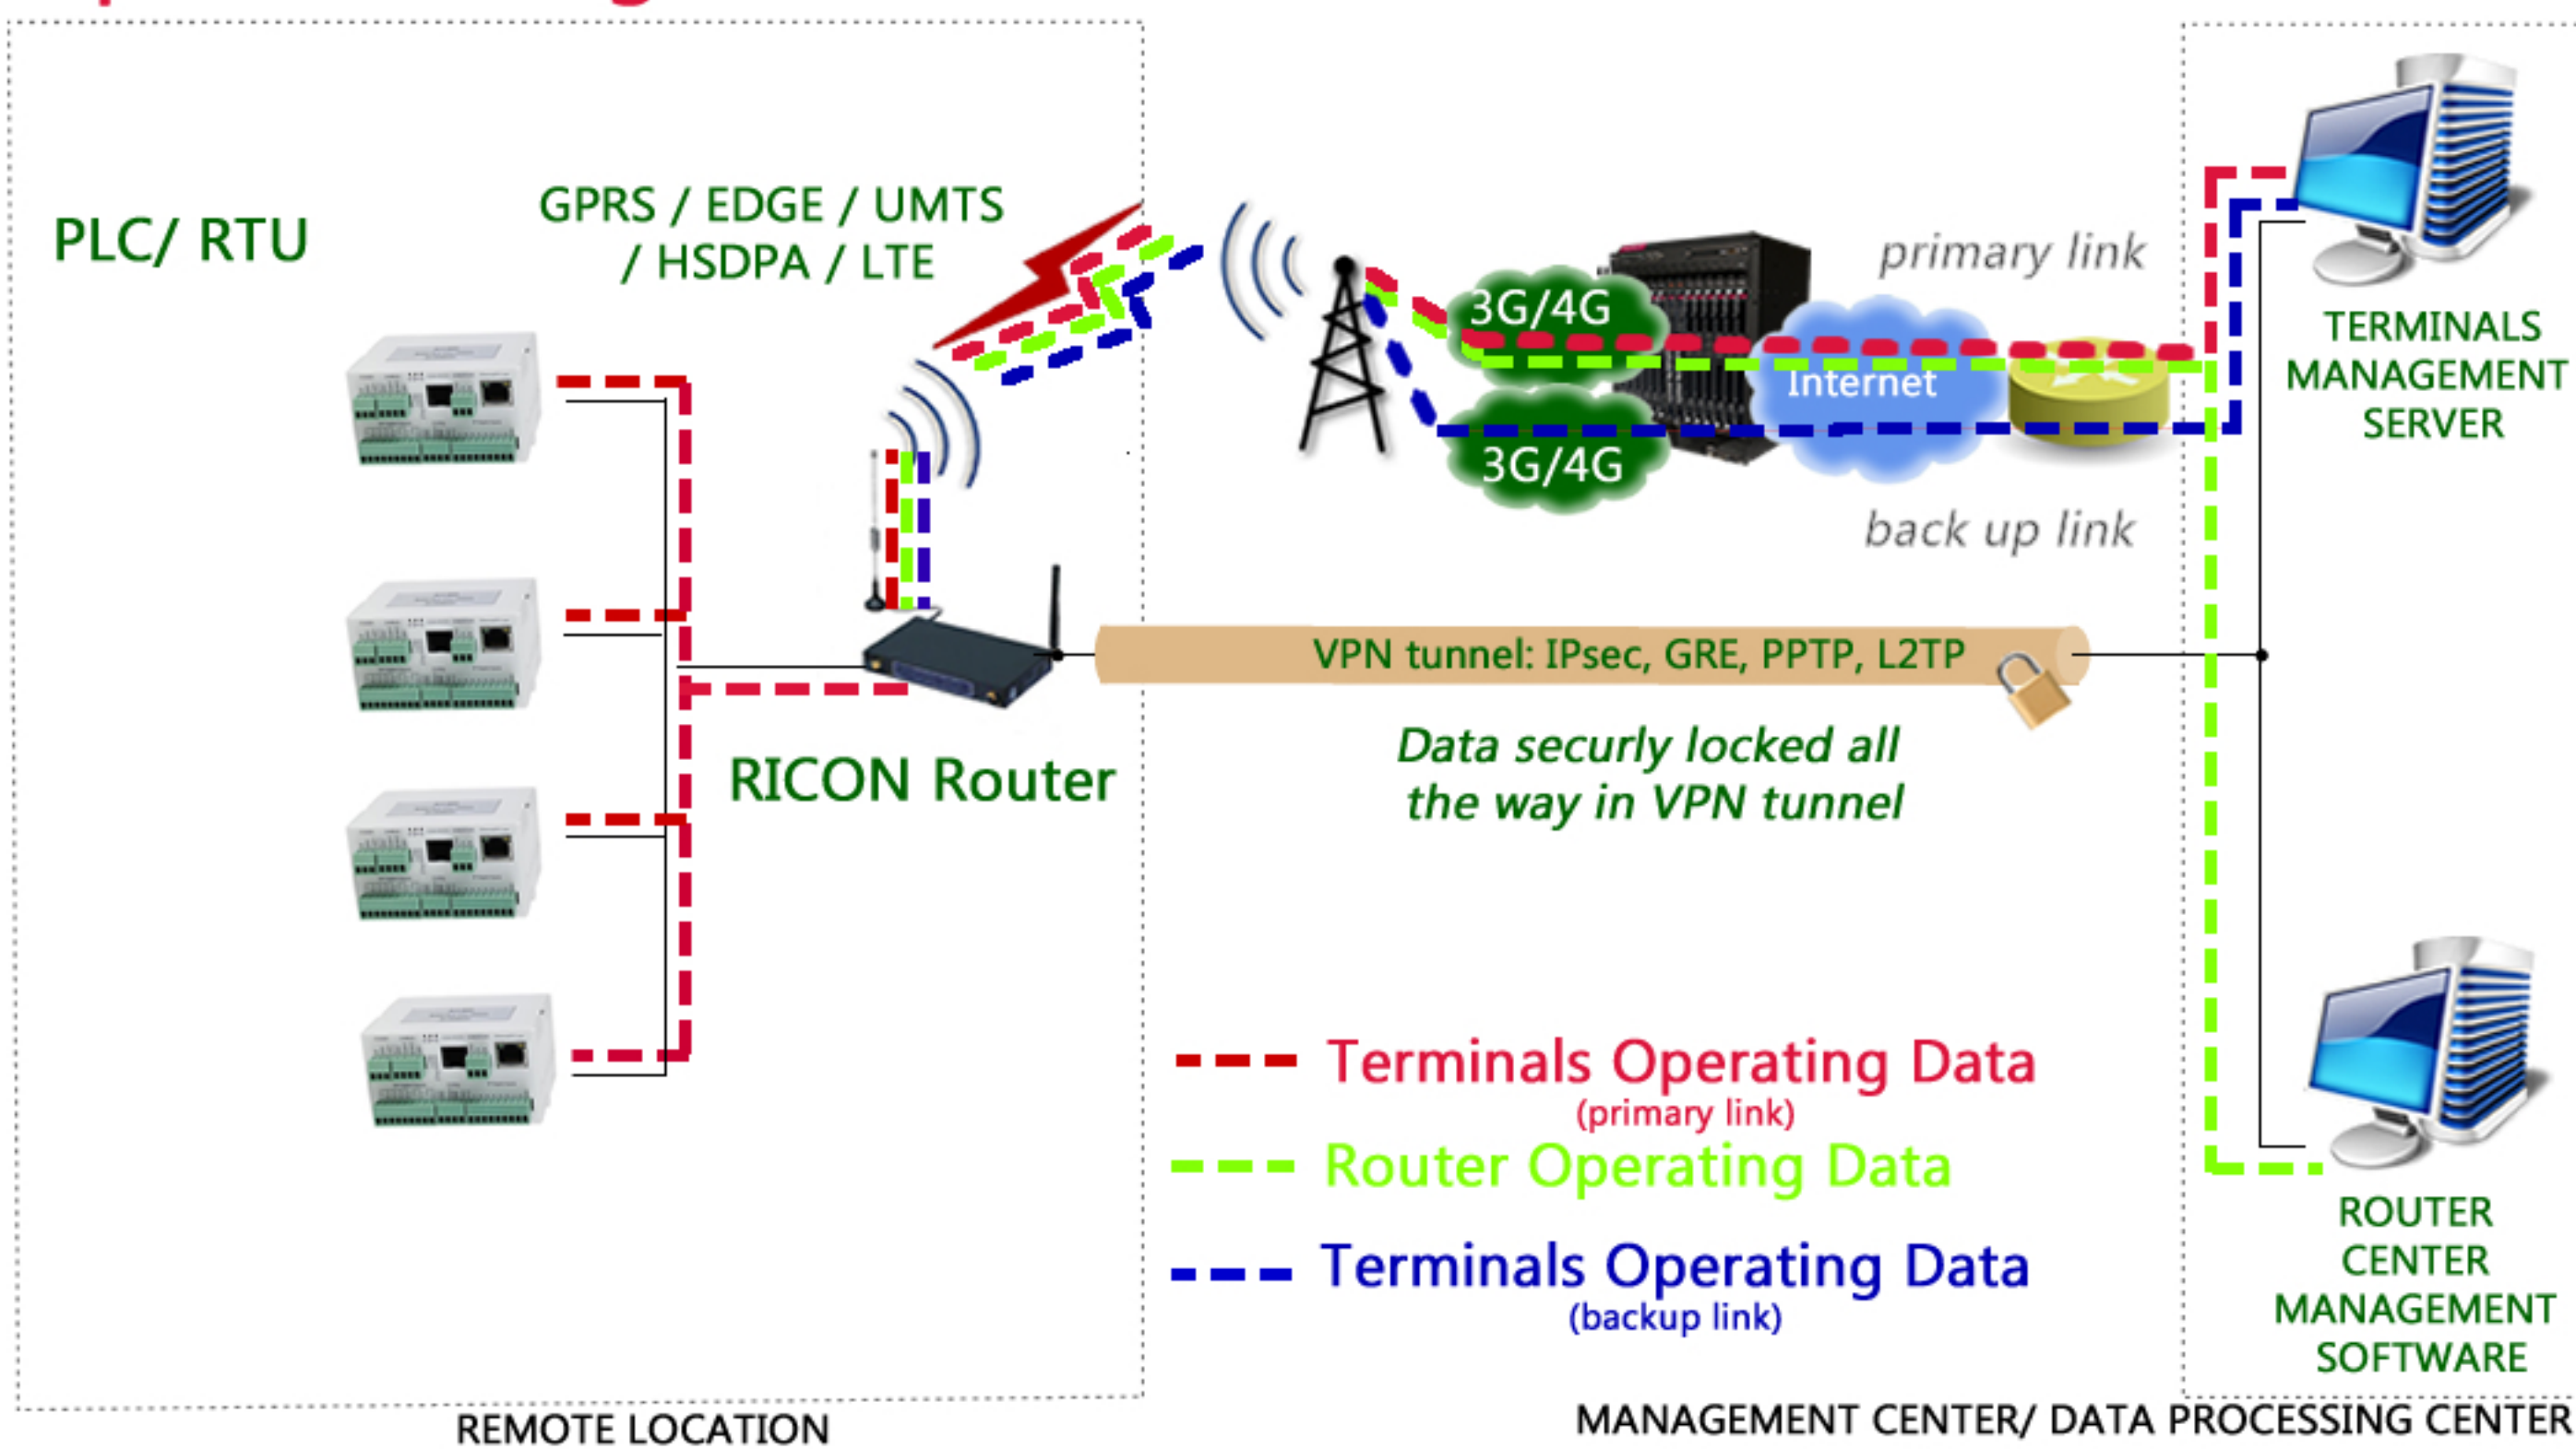 PLC/ RTU
GPRS / EDGE / UMTS
/ HSDPA / LTE
3G/4G
primary link
Internet
3G/4G
back up link
TERMINALS
MANAGEMENT
SERVER
VPN tunnel: IPsec, GRE, PPTP, L2TP
Data securly locked all
the way in VPN tunnel
RICON Router
Terminals Operating Data
(primary link)
Router Operating Data
Terminals Operating Data
(backup link)
ROUTER
CENTER
MANAGEMENT
SOFTWARE
REMOTE LOCATION
MANAGEMENT CENTER/ DATA PROCESSING CENTER